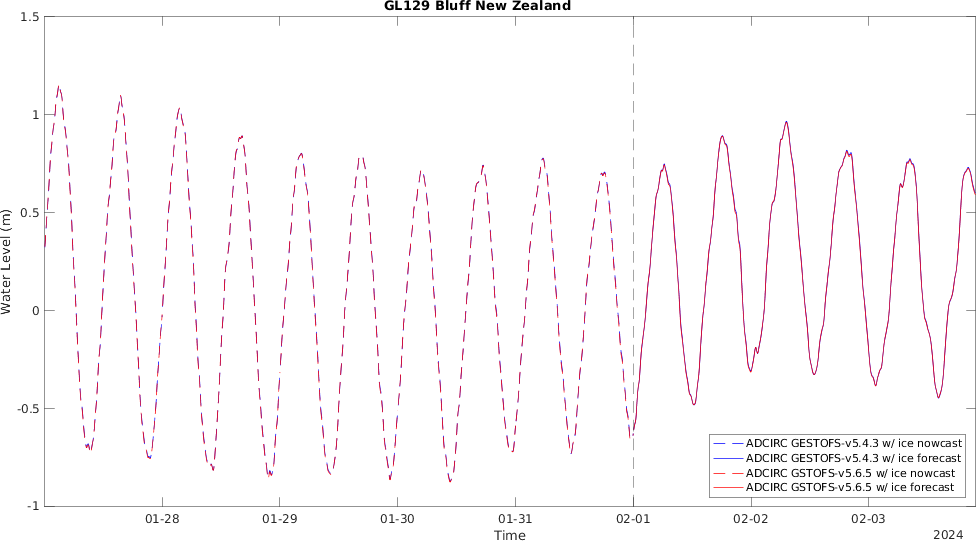 GL129 Bluff New Zealand
1.5
1
0.5
0
-0.5
-1
Water Level (m)
01-28
01-29
01-30
01-31
02-01
02-02
02-03
Time
2024
ADCIRC GESTOFS-v5.4.3 w/ ice nowcast
ADCIRC GESTOFS-v5.4.3 w/ ice forecast
ADCIRC GSTOFS-v5.6.5 w/ ice nowcast
ADCIRC GSTOFS-v5.6.5 w/ ice forecast